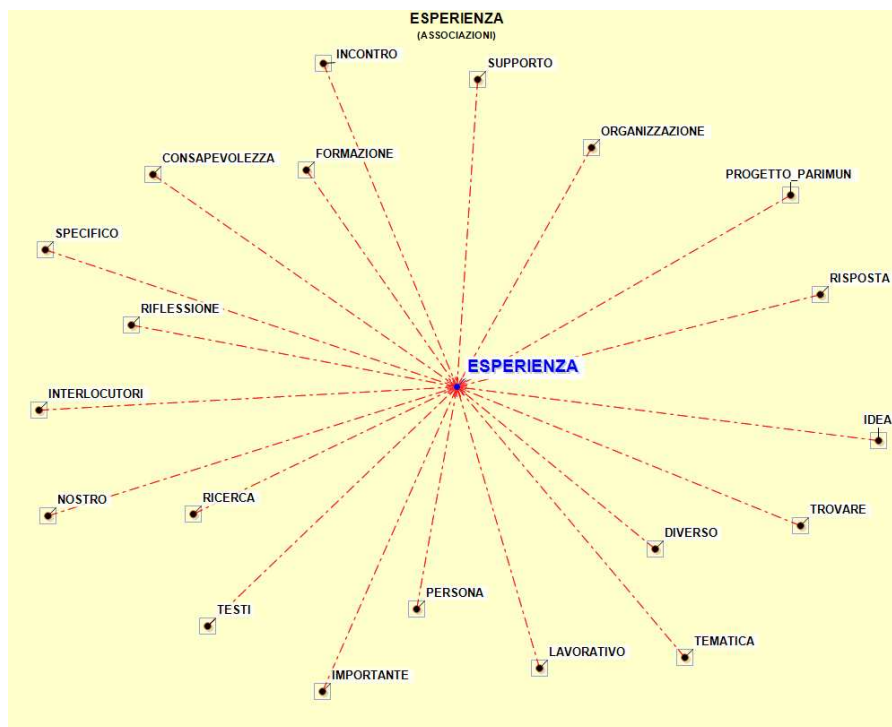 ESPERIENZA
(ASSOCIAZIONI)
INCONTRO
SUPPORTO
ORGANIZZAZIONE
FORMAZIONE
CONSAPEVOLEZZA
PROGETTO_PARIMUN
SPECIFICO
RISPOSTA
RIFLESSIONE
ESPERIENZA
INTERLOCUTORI
IDEA
NOSTRO
RICERCA
TROVARE
DIVERSO
PERSONA
TESTI
TEMATICA
LAVORATIVO
IMPORTANTE